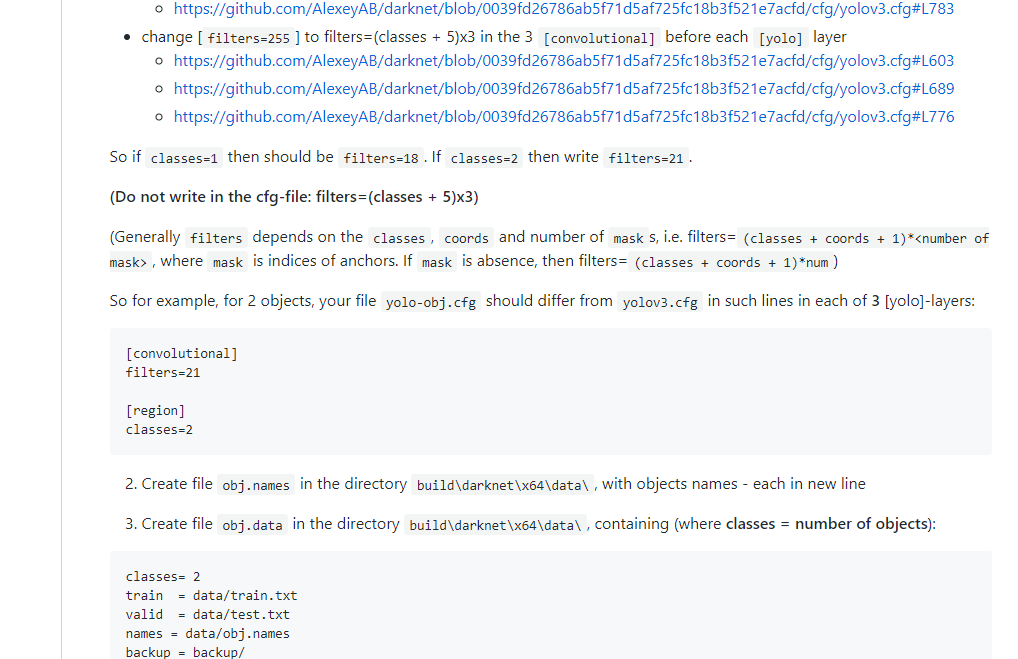 https://github.com/AlexeyAB/darknet/blob/0039fd26786ab5f71d5af725fc18b3f521e7acfd/cfg/yolov3.cfg#L783
change [ filters=255 ] to filters=(classes + 5)x3 in the 3 [convolutional] before each [yolo] layer
https://github.com/AlexeyAB/darknet/blob/0039fd26786ab5f71d5af725fc18b3f521e7acfd/cfg/yolov3.cfg#L603
https://github.com/AlexeyAB/darknet/blob/0039fd26786ab5f71d5af725fc18b3f521e7acfd/cfg/yolov3.cfg#L689
https://github.com/AlexeyAB/darknet/blob/0039fd26786ab5f71d5af725fc18b3f521e7acfd/cfg/yolov3.cfg#L776
So if classes=1 then should be filters=18 . If classes=2 then write filters=21 .
(Do not write in the cfg-file: filters=(classes + 5)x3)
(Generally filters depends on the classes , coords and number of mask s, i.e. filters= (classes + coords + 1)*<number of
mask> , where mask is indices of anchors. If mask is absence, then filters= (classes + coords + 1)*num )
So for example, for 2 objects, your file yolo-obj.cfg should differ from yolov3.cfg in such lines in each of 3 [yolo]-layers:
[convolutional]
filters=21
[region]
classes=2
2. Create file obj.names in the directory build\darknet\x64\data\ , with objects names - each in new line
3. Create file obj.data in the directory build\darknet\x64\data\ , containing (where classes = number of objects):
classes= 2
train  = data/train.txt
valid  = data/test.txt
names = data/obj.names
backup = backup/